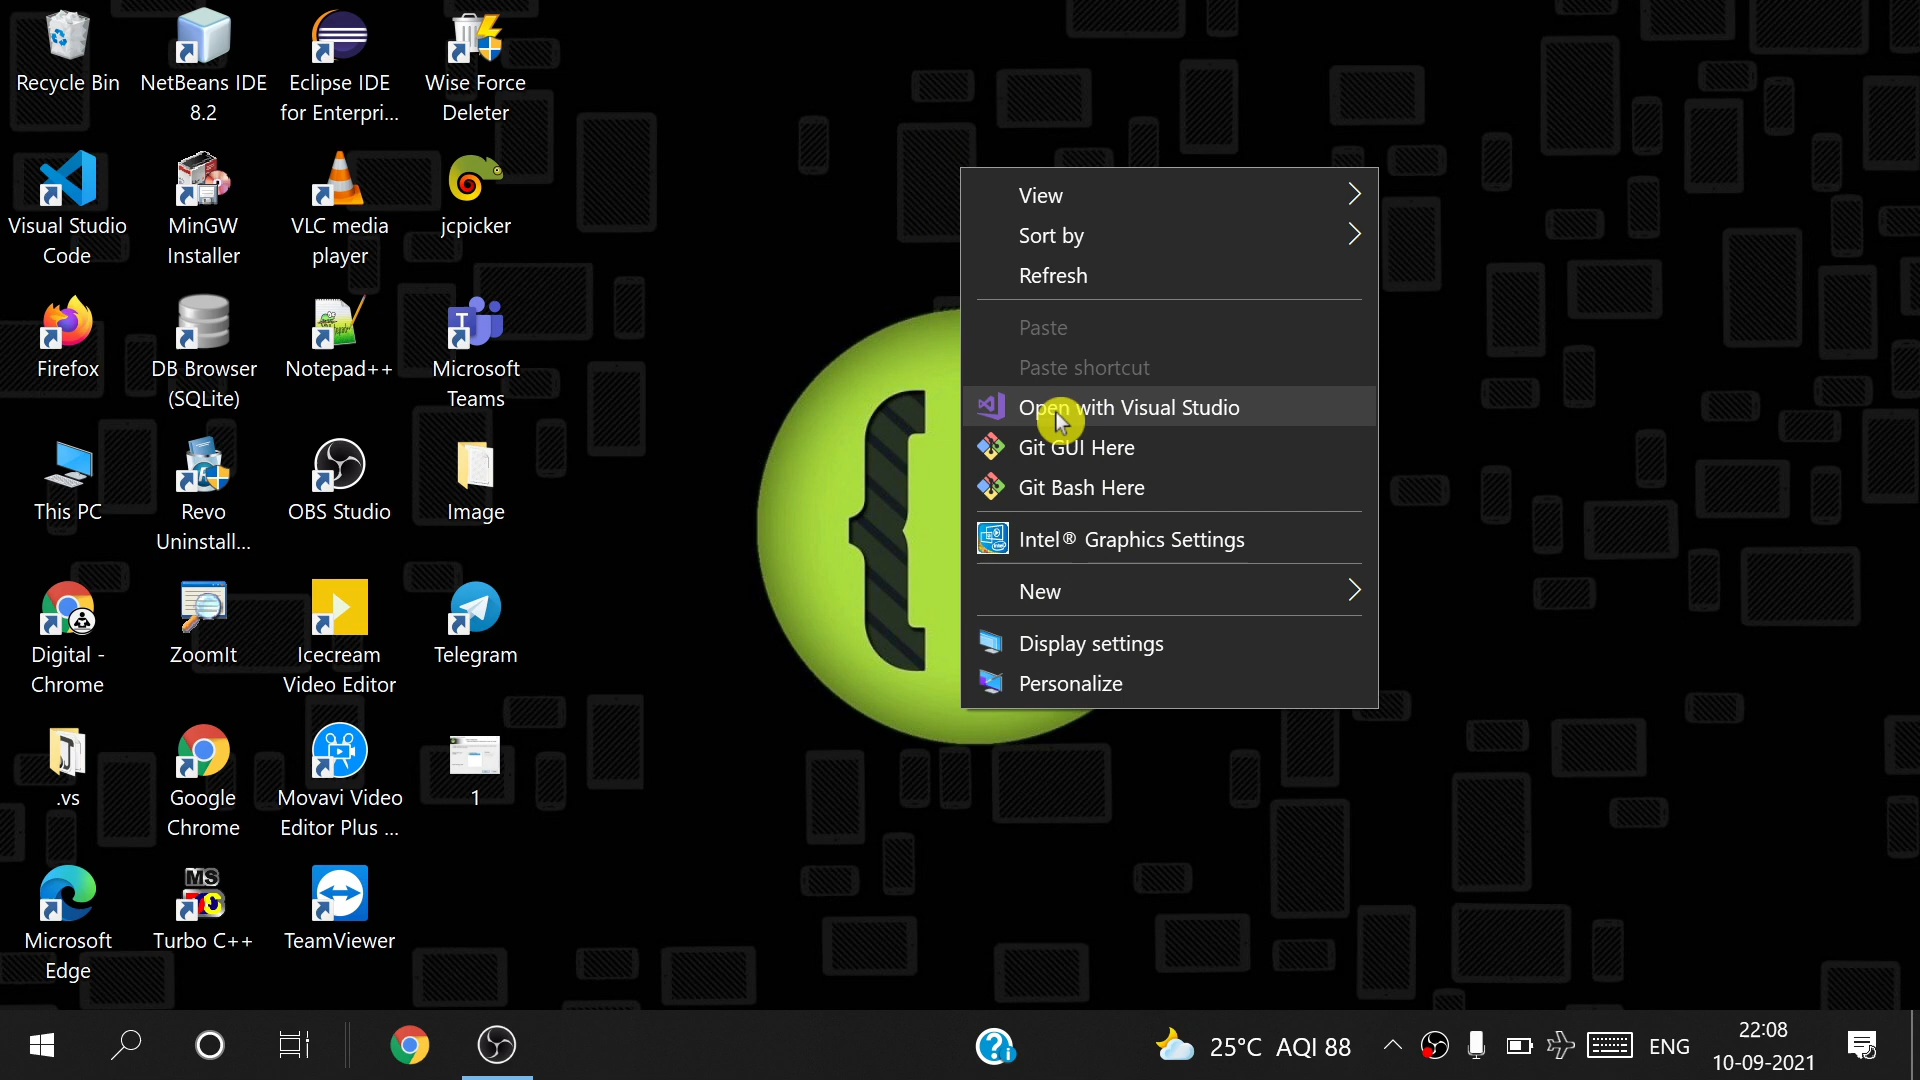 Recycle Bin
NetBeans IDE
8.2
Eclipse IDE
for Enterpri...
Wise Force
Deleter
Visual Studio
Code
MinGW
Installer
VLC media
player
jcpicker
Firefox
DB Browser
(SQLite)
Notepad++
Microsoft
Teams
This PC
Revo
Uninstall...
OBS Studio
Image
Digital -
Chrome
ZoomIt
Icecream
Video Editor
Telegram
.vs
Google
Chrome
Movavi Video
Editor Plus ...
1
Microsoft
Edge
MS
Turbo C++
TeamViewer
View
Sort by
Refresh
Paste
Paste shortcut
Open with Visual Studio
Git GUI Here
Git Bash Here
Intel® Graphics Settings
New
Display settings
Personalize
25°C AQI 88
ENG
22:08
10-09-2021